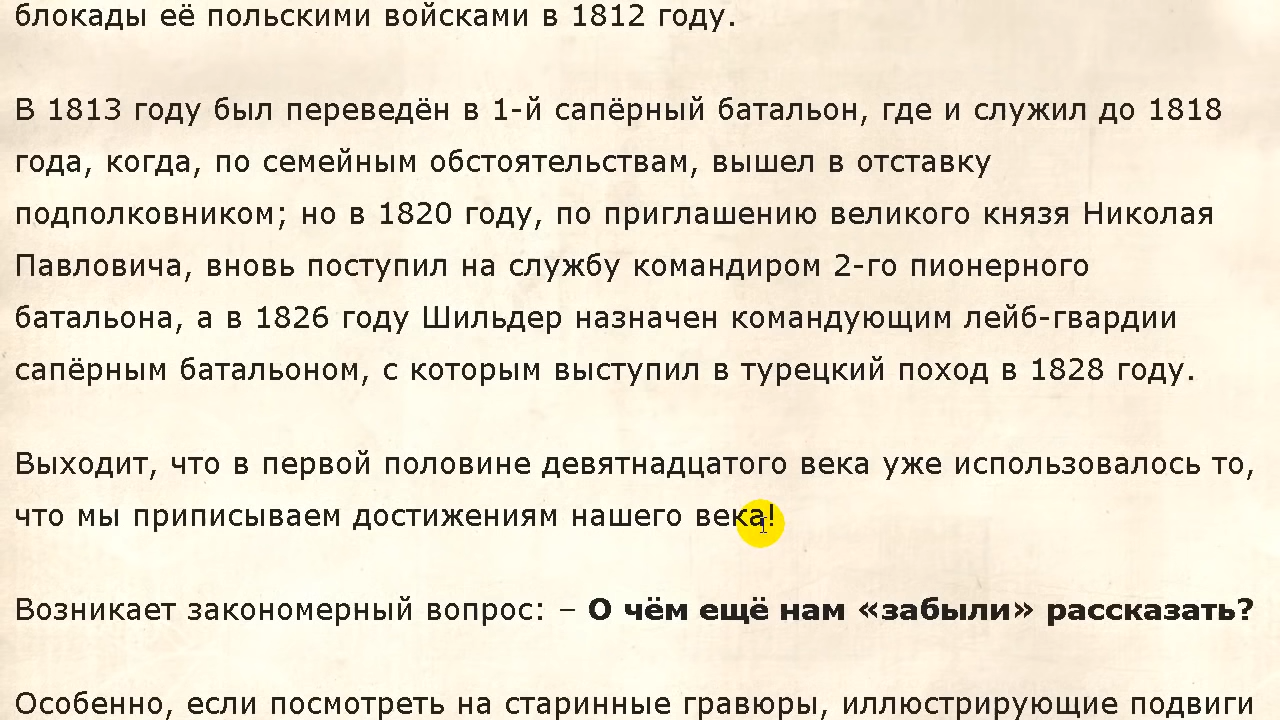 блокады её польскими войсками в 1812 году.
В 1813 году был переведён в 1-й сапёрный батальон, где и служил до 1818
года, когда, по семейным обстоятельствам, вышел в отставку
подполковником; но в 1820 году, по приглашению великого князя Николая
Павловича, вновь поступил на службу командиром 2-го пионерного
батальона, а в 1826 году Шильдер назначен командующим лейб-гвардии
сапёрным батальоном, с которым выступил в турецкий поход в 1828 году.
Выходит, что в первой половине девятнадцатого века уже использовалось то,
что мы приписываем достижениям нашего века!
Возникает закономерный вопрос: – О чём ещё нам «забыли» рассказать?
Особенно, если посмотреть на старинные гравюры, иллюстрирующие подвиги